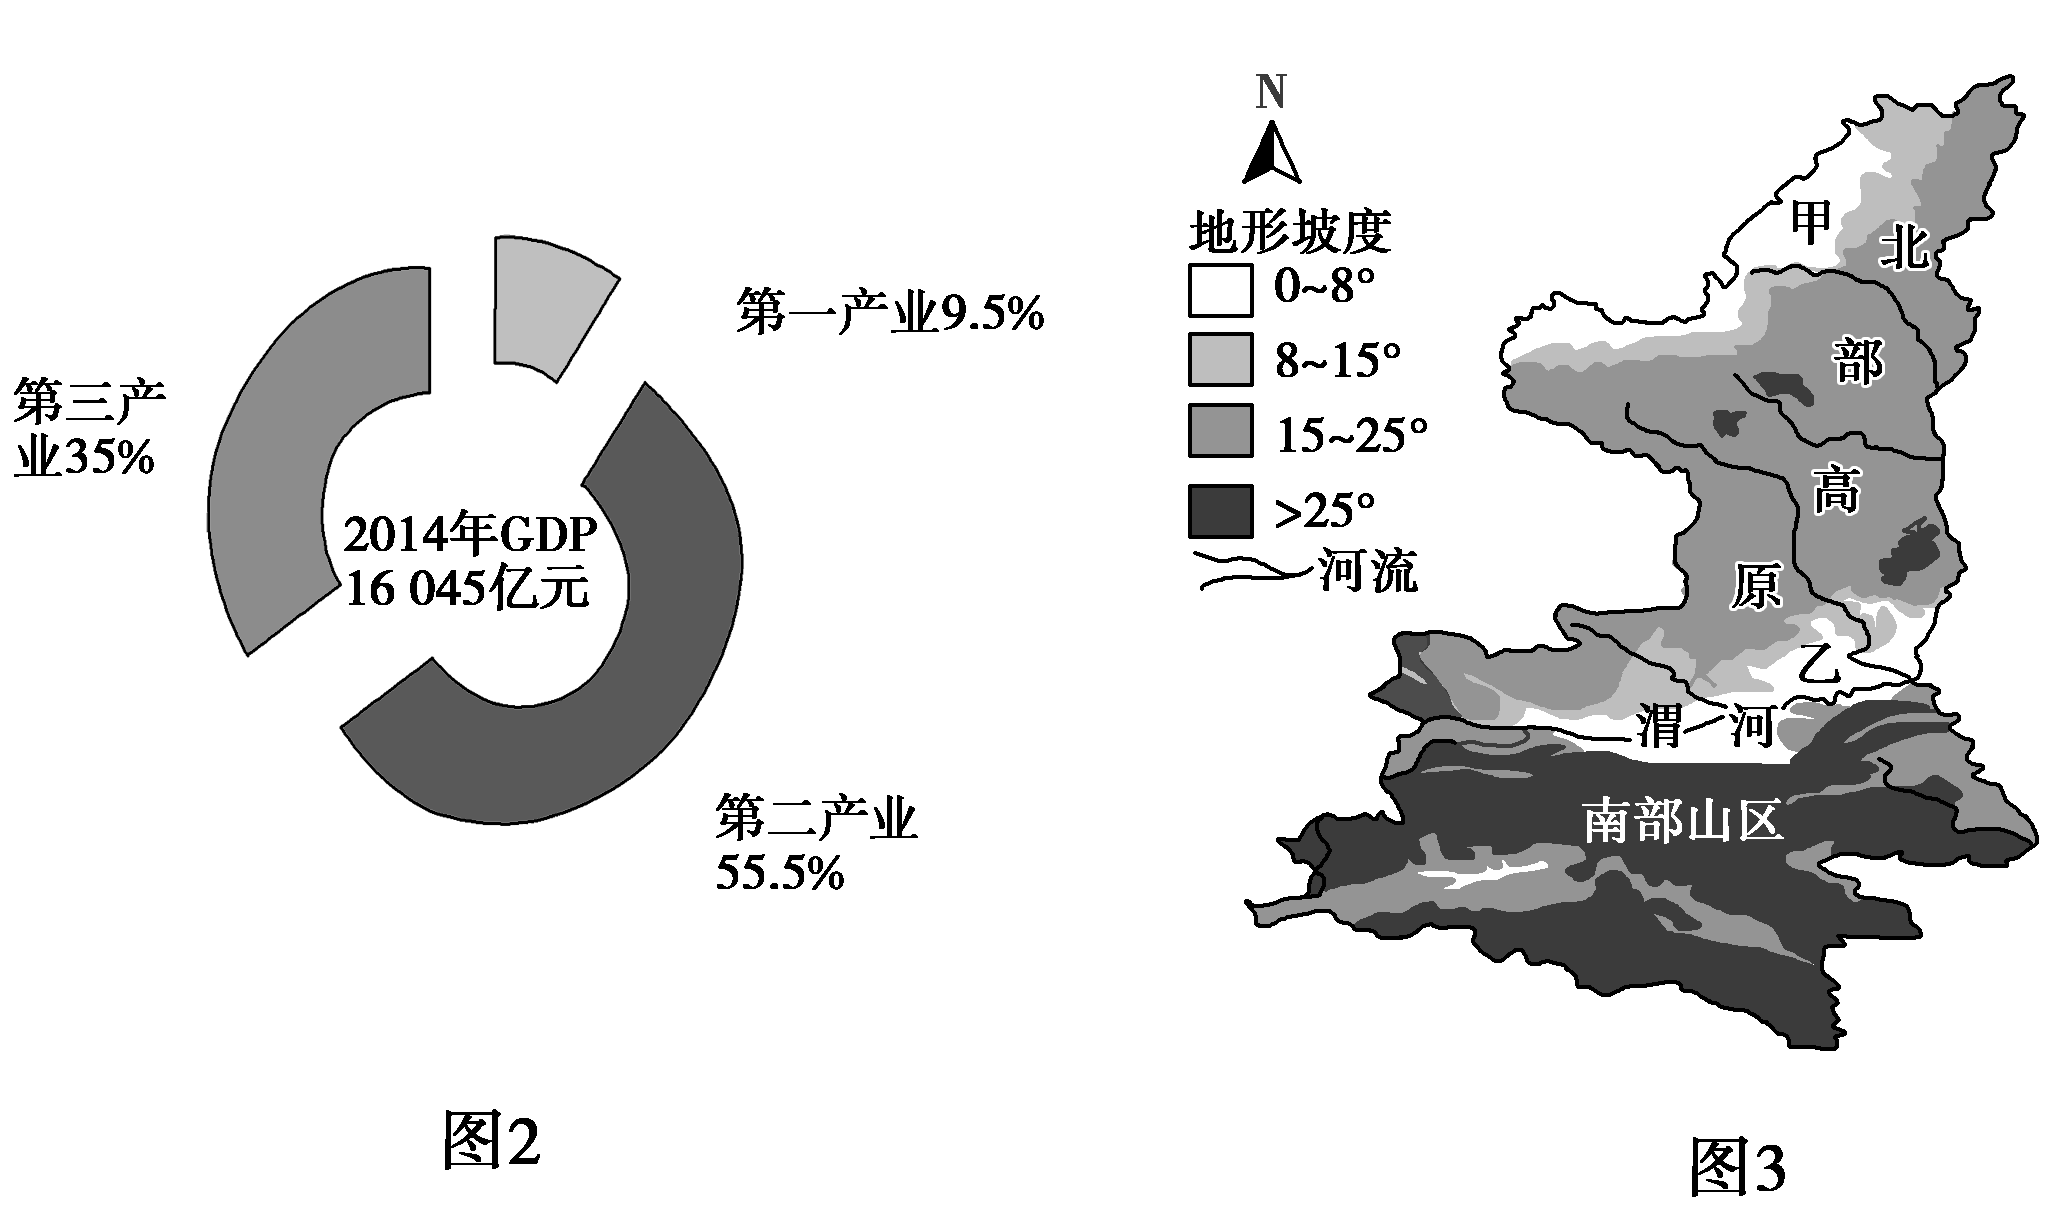 第一产业9.5%
第三产
业35%
2014年GDP
16 045亿元
第二产业
55.5%
图2
N
地形坡度
0~8°
8~15°
15~25°
>25°
河流
甲
北
部
高
原
乙
渭河
南部山区
图3